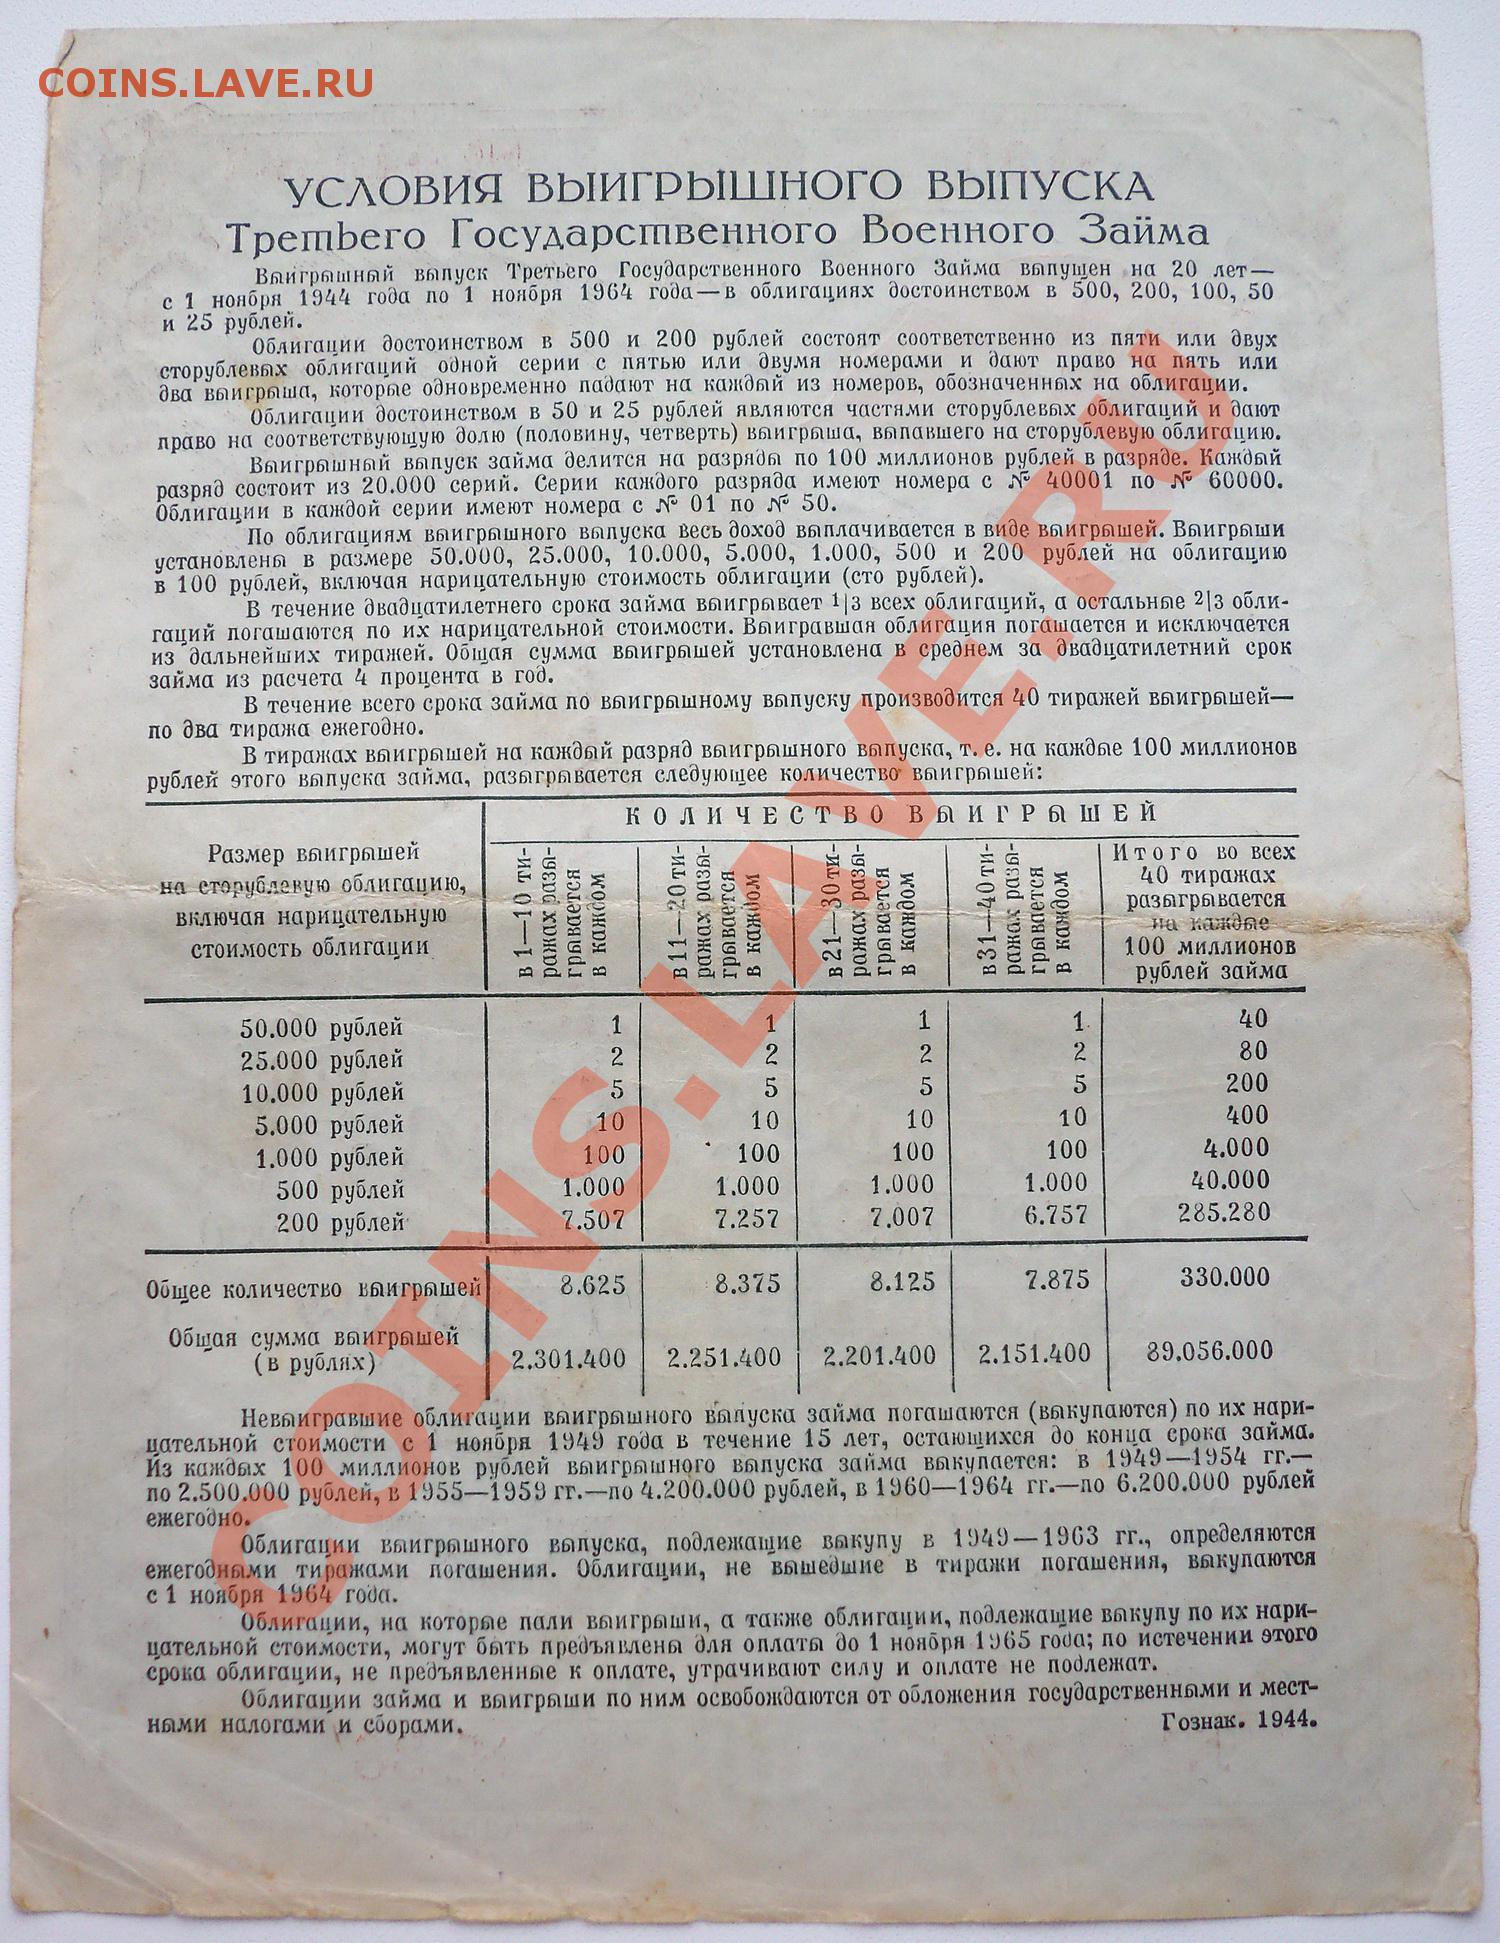 COINS.LAVE.RU
УСЛОВИЯ ВЫИГРЫШНОГО ВЫПУСКА
Третьего Государственного Военного Займа
Выигрышный выпуск Третьего Государственного Военного Займа выпущен на 20 лет—
с 1 ноября 1944 года по 1 ноября 1964 года—в облигациях достоинством в 500, 200, 100, 50
и 25 рублей.
Облигации достоинством в 500 и 200 рублей состоят соответственно из пяти или двух
сторублевых облигаций одной серии с пятью или двумя номерами и дают право на пять или
два выигрыша, которые одновременно падают на каждый из номеров, обозначенных на облигации.
Облигации достоинством в 50 и 25 рублей являются частями сторублевых облигаций и дают
право на соответствующую долю (половину, четверть) выигрыша, выпавшего на сторублевую облигацию.
Выигрышный выпуск займа делится на разряды по 100 миллионов рублей в разряде. Каждый
разряд состоит из 20.000 серий. Серии каждого разряда имеют номера с № 40001 по № 60000.
Облигации в каждой серии имеют номера с № 01 по № 50.
По облигациям выигрышного выпуска весь доход выплачивается в виде выигрышей. Выигрыши
установлены в размере 50.000, 25.000, 10.000, 5.000, 1.000, 500 и 200 рублей на облигацию
в 100 рублей, включая нарицательную стоимость облигации (сто рублей).
В течение двадцатилетнего срока займа выигрывает 1|3 всех облигаций, а остальные 2|3 обли-
гаций погашаются по их нарицательной стоимости. Выигравшая облигация погашается и исключается
из дальнейших тиражей. Общая сумма выигрышей установлена в среднем за двадцатилетний срок
займа из расчета 4 процента в год.
В течение всего срока займа по выигрышному выпуску производится 40 тиражей выигрышей—
по два тиража ежегодно.
В тиражах выигрышей на каждый разряд выигрышного выпуска, т. е. на каждые 100 миллионов
рублей этого выпуска займа, разыгрывается следующее количество выигрышей:
КОЛИЧЕСТВО ВЫИГРЫШЕЙ
Размер выигрышей
на сторублевую облигацию,
включая нарицательную
стоимость облигации
в 1—10 ти-
ражах разы-
грывается
в каждом
в 11—20 ти-
ражах разы-
грывается
в каждом
в 21—30 ти-
ражах разы-
грывается
в каждом
в 31—40 ти-
ражах разы-
грывается
в каждом
Итого во всех
40 тиражах
разыгрывается
на каждые
100 миллионов
рублей займа
50.000 рублей 1 1 1 1 40
25.000 рублей 2 2 2 2 80
10.000 рублей 5 5 5 5 200
5.000 рублей 10 10 10 10 400
1.000 рублей 100 100 100 100 4.000
500 рублей 1.000 1.000 1.000 1.000 40.000
200 рублей 7.507 7.257 7.007 6.757 285.280
Общее количество выигрышей 8.625 8.375 8.125 7.875 330.000
Общая сумма выигрышей
(в рублях) 2.301.400 2.251.400 2.201.400 2.151.400 89.056.000
Невыигравшие облигации выигрышного выпуска займа погашаются (выкупаются) по их нари-
цательной стоимости с 1 ноября 1949 года в течение 15 лет, остающихся до конца срока займа.
Из каждых 100 миллионов рублей выигрышного выпуска займа выкупается: в 1949—1954 гг.—
по 2.500.000 рублей, в 1955—1959 гг.—по 4.200.000 рублей, в 1960—1964 гг.—по 6.200.000 рублей
ежегодно.
Облигации выигрышного выпуска, подлежащие выкупу в 1949—1963 гг., определяются
ежегодными тиражами погашения. Облигации, не вышедшие в тиражи погашения, выкупаются
с 1 ноября 1964 года.
Облигации, на которые пали выигрыши, а также облигации, подлежащие выкупу по их нари-
цательной стоимости, могут быть предъявлены для оплаты до 1 ноября 1965 года; по истечении этого
срока облигации, не предъявленные к оплате, утрачивают силу и оплате не подлежат.
Облигации займа и выигрыши по ним освобождаются от обложения государственными и мест-
ными налогами и сборами.
Гознак. 1944.
COINS.LAVE.RU